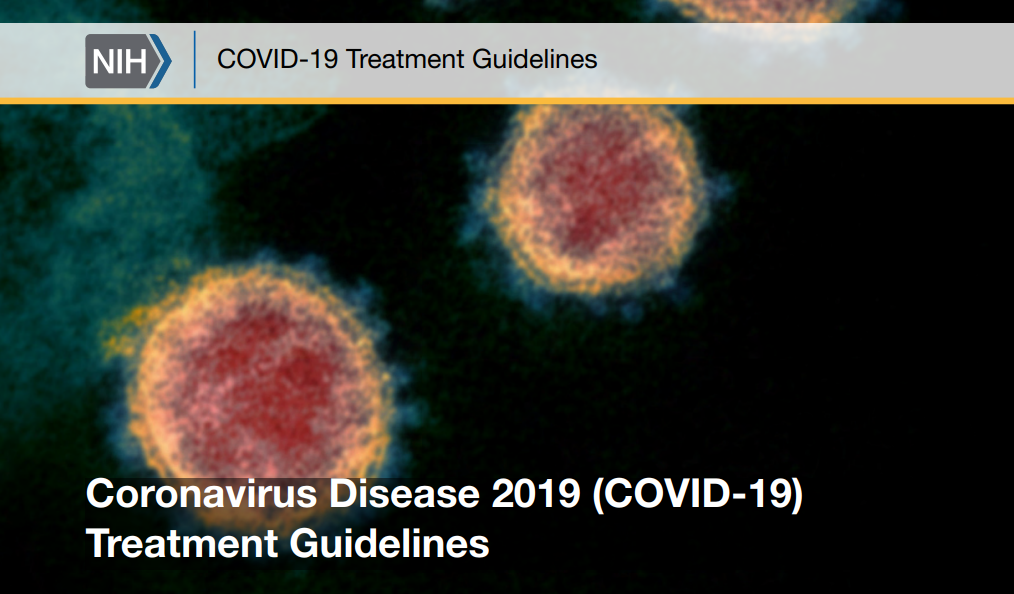 NIH
COVID-19 Treatment Guidelines
Coronavirus Disease 2019 (COVID-19)
Treatment Guidelines